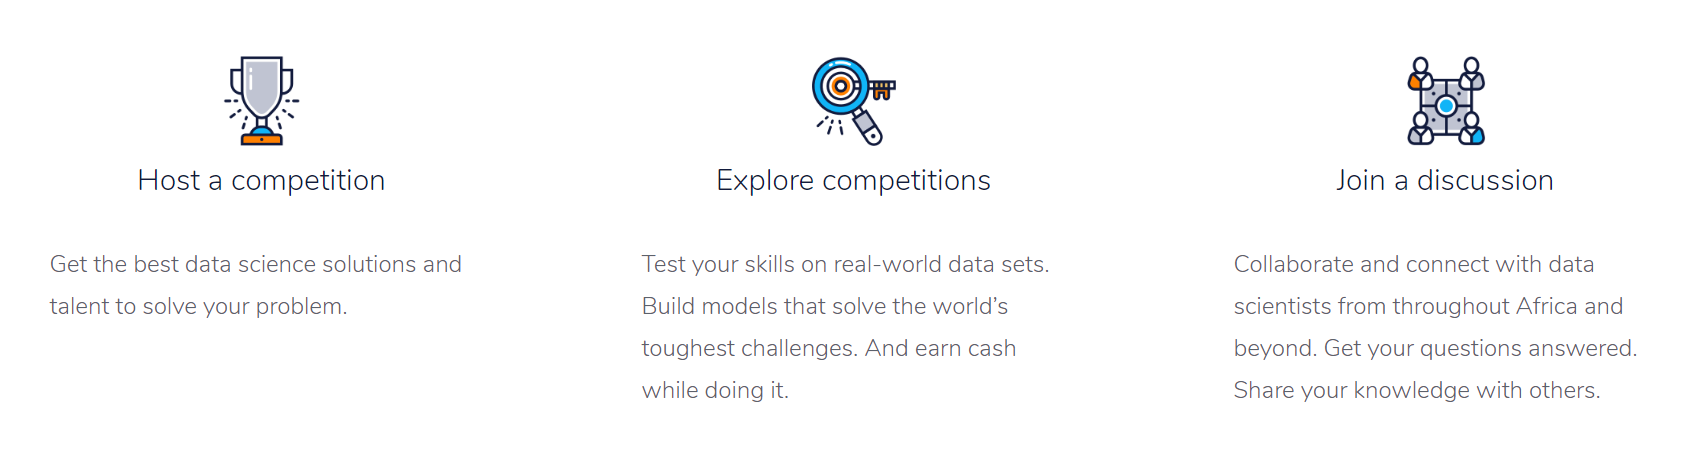 Host a competition
Get the best data science solutions and
talent to solve your problem.
Explore competitions
Test your skills on real-world data sets.
Build models that solve the world’s
toughest challenges. And earn cash
while doing it.
Join a discussion
Collaborate and connect with data
scientists from throughout Africa and
beyond. Get your questions answered.
Share your knowledge with others.